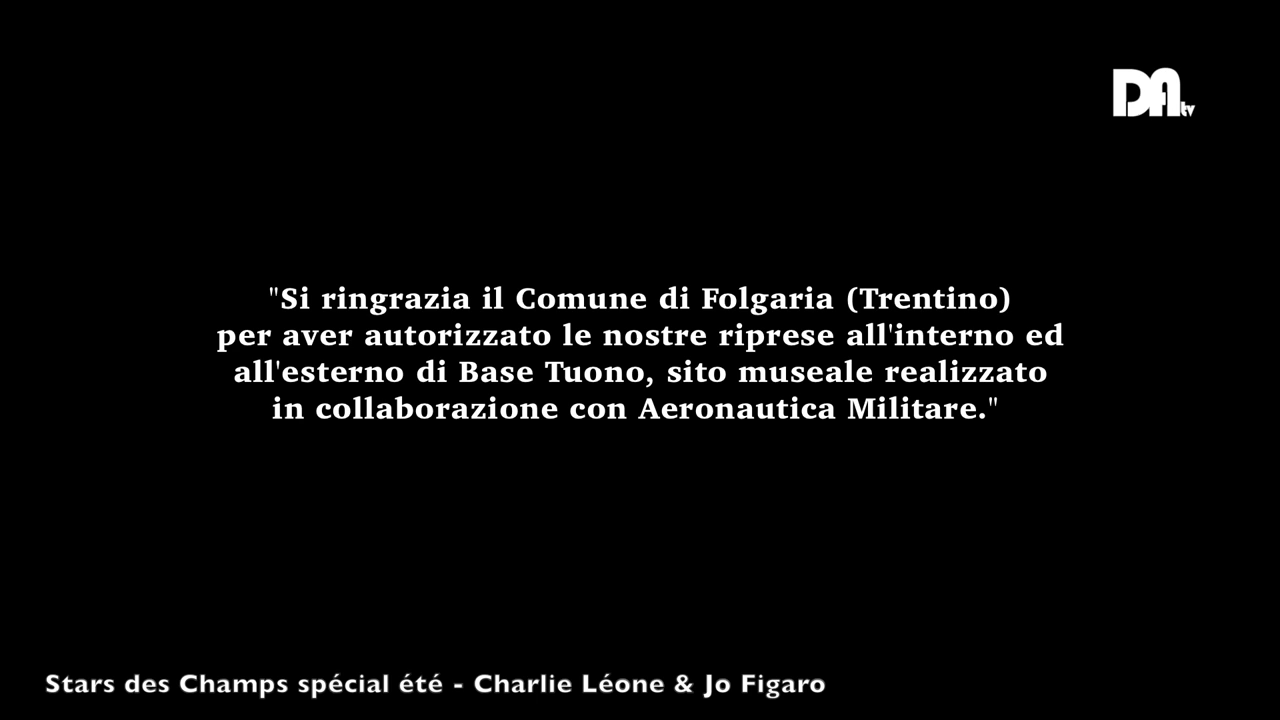 DA tv
"Si ringrazia il Comune di Folgaria (Trentino)
per aver autorizzato le nostre riprese all'interno ed
all'esterno di Base Tuono, sito museale realizzato
in collaborazione con Aeronautica Militare."
Stars des Champs spécial été - Charlie Léone & Jo Figaro